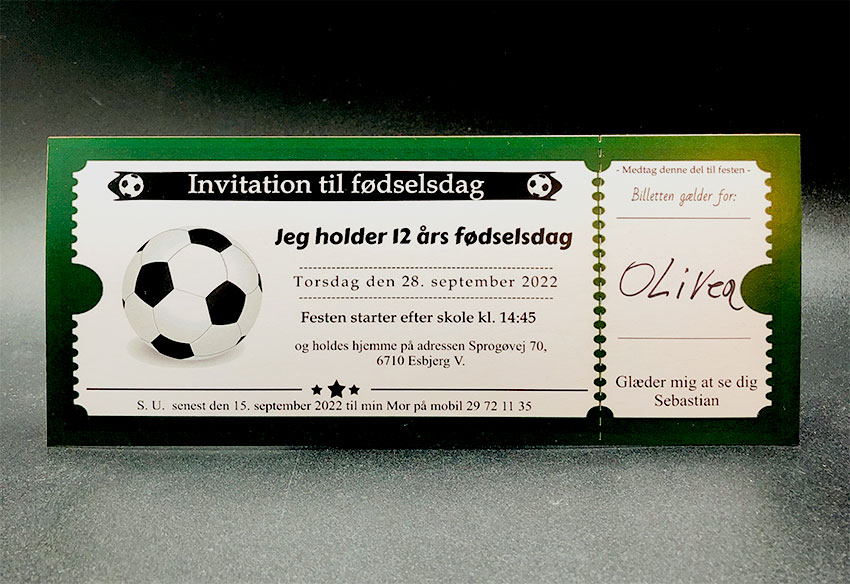 Invitation til fødselsdag
Jeg holder 12 års fødselsdag
Torsdag den 28. september 2022
Festen starter efter skole kl. 14:45
og holdes hjemme på adressen Sprogøvej 70,
6710 Esbjerg V.
S. U. senest den 15. september 2022 til min Mor på mobil 29 72 11 35
- Medtag denne del til festen -
Billetten gælder for:
OLivea
Glæder mig at se dig
Sebastian